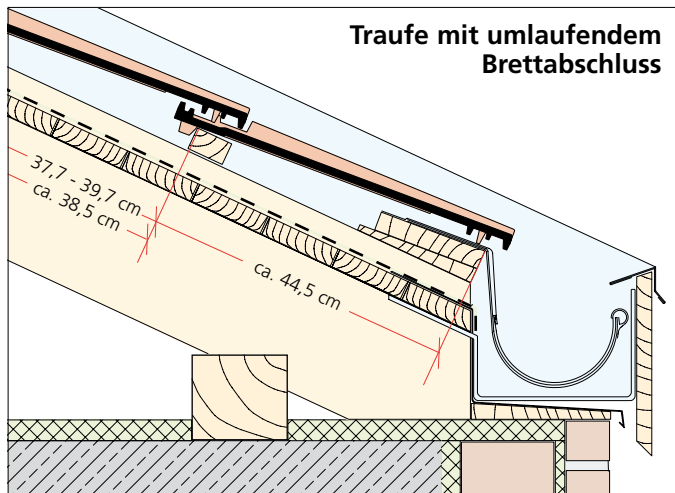 Traufe mit umlaufendem
Brettabschluss
37,7 - 39,7 cm
ca. 38,5 cm
ca. 44,5 cm